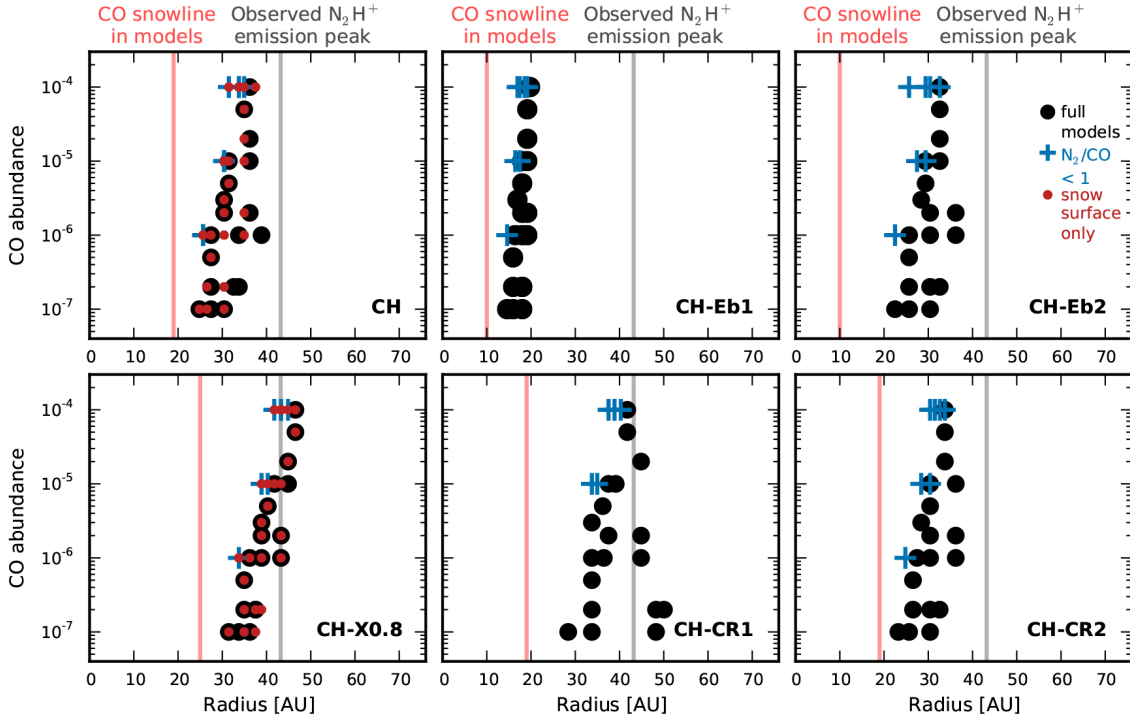 CO snowline in models
Observed N₂H⁺ emission peak
CO snowline in models
Observed N₂H⁺ emission peak
CO snowline in models
Observed N₂H⁺ emission peak
CO abundance
10⁻⁴
10⁻⁵
10⁻⁶
10⁻⁷
CH
0 10 20 30 40 50 60 70
CH-Eb1
0 10 20 30 40 50 60 70
full models
N₂/CO < 1
snow surface only
CH-Eb2
0 10 20 30 40 50 60 70
CO abundance
10⁻⁴
10⁻⁵
10⁻⁶
10⁻⁷
CH-X0.8
0 10 20 30 40 50 60 70
Radius [AU]
CH-CR1
0 10 20 30 40 50 60 70
Radius [AU]
CH-CR2
0 10 20 30 40 50 60 70
Radius [AU]